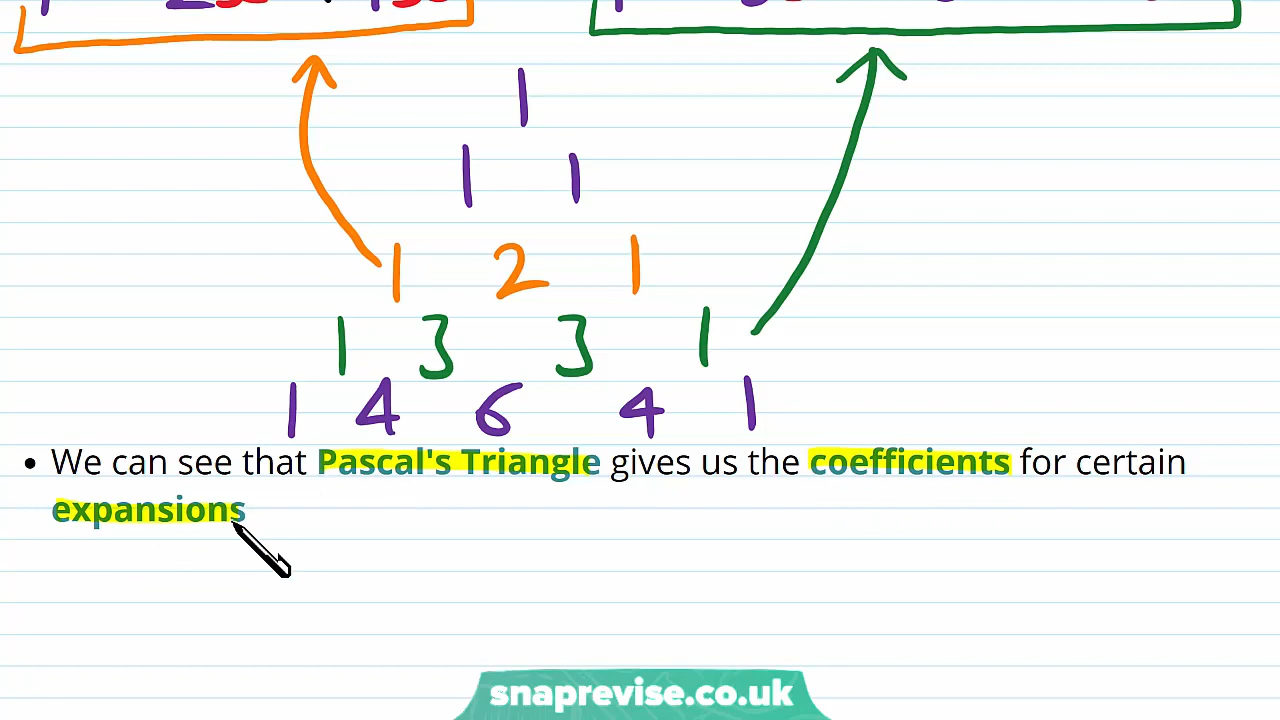 1
1 1
1 2 1
1 3 3 1
1 4 6 4 1
• We can see that Pascal's Triangle gives us the coefficients for certain
expansions
snaprevise.co.uk